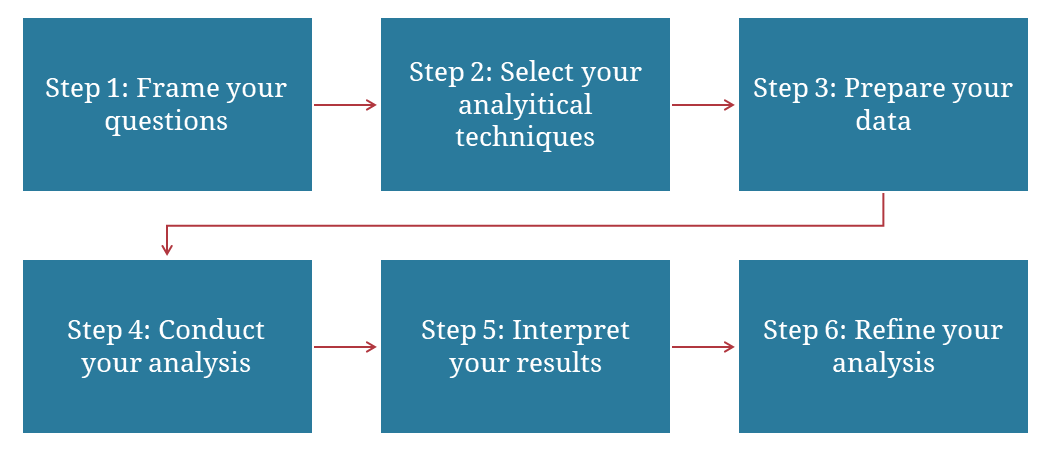 Step 1: Frame your
questions
Step 2: Select your
analyitical
techniques
Step 3: Prepare your
data
Step 4: Conduct
your analysis
Step 5: Interpret
your results
Step 6: Refine your
analysis